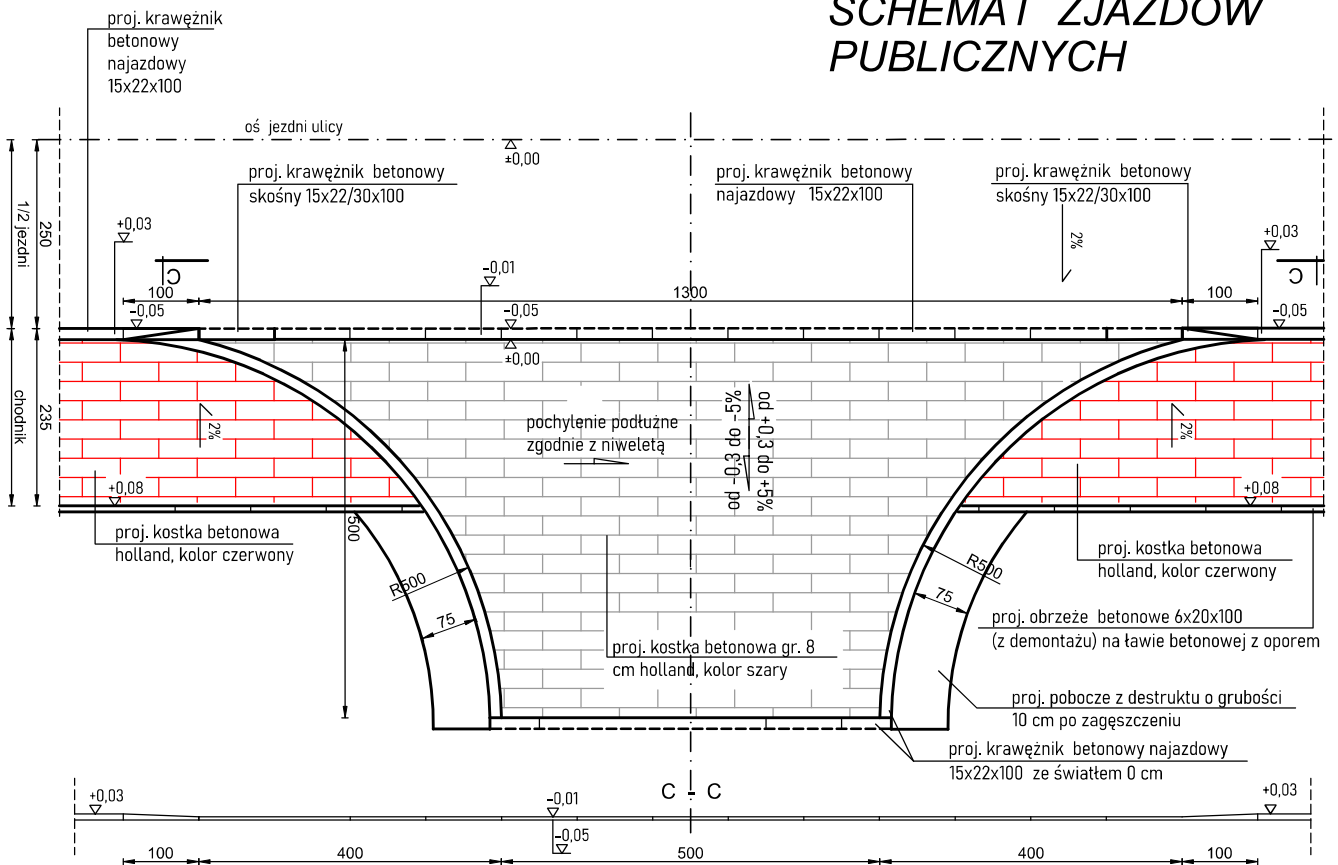 SCHEMAT ZJAZDÓW
PUBLICZNYCH
proj. krawężnik
betonowy
najazdowy
15x22x100
oś jezdni ulicy
±0,00
proj. krawężnik betonowy
skośny 15x22/30x100
proj. krawężnik betonowy
najazdowy 15x22x100
proj. krawężnik betonowy
skośny 15x22/30x100
2%
1/2 jezdni
250
+0,03
C
100
-0,05
-0,01
-0,05
±0,00
1300
100
+0,03
C
-0,05
chodnik
235
2%
+0,08
proj. kostka betonowa
holland, kolor czerwony
pochylenie podłużne
zgodnie z niweletą
od +0,3 do +5%
od -0,3 do -5%
500
2%
+0,08
proj. kostka betonowa
holland, kolor czerwony
R500
75
R500
75
proj. obrzeże betonowe 6x20x100
(z demontażu) na ławie betonowej z oporem
proj. kostka betonowa gr. 8
cm holland, kolor szary
proj. pobocze z destruktu o grubości
10 cm po zagęszczeniu
proj. krawężnik betonowy najazdowy
15x22x100 ze światłem 0 cm
C - C
+0,03
-0,01
-0,05
+0,03
100
400
500
400
100